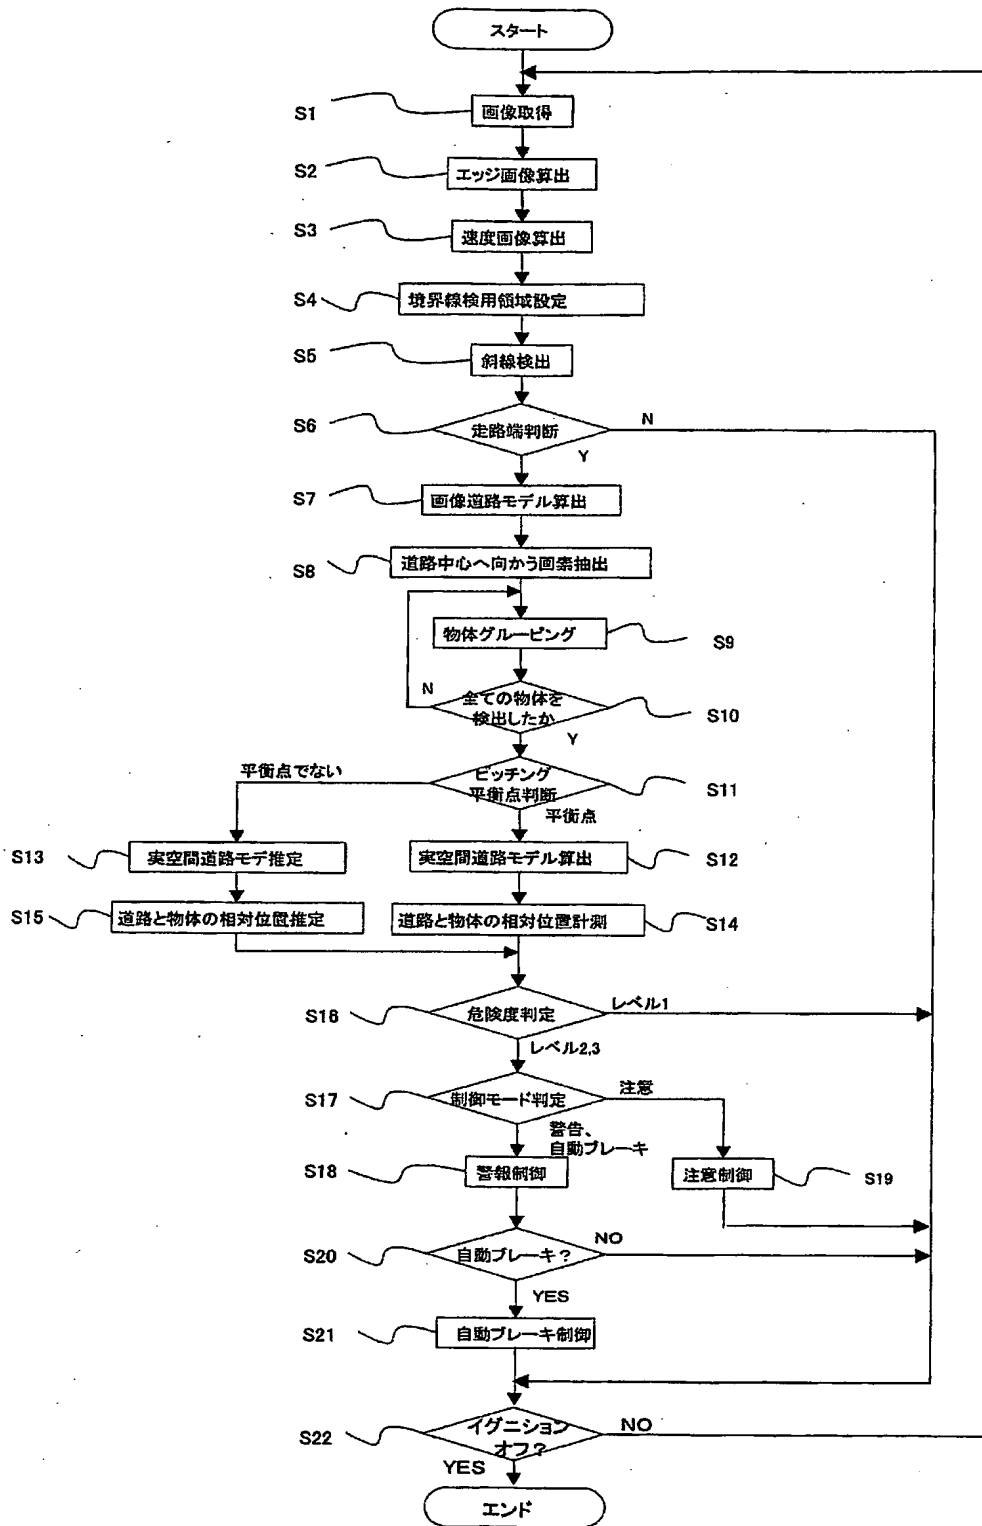 スタート
S1
画像取得
S2
エッジ画像算出
S3
速度画像算出
S4
境界線検用領域設定
S5
斜線検出
S6
走路端判断
N
Y
S7
画像道路モデル算出
S8
道路中心へ向かう画素抽出
物体グルーピング
S9
N
全ての物体を
検出したか
S10
Y
平衡点でない
ピッチング
平衡点判断
S11
平衡点
S13
実空間道路モデ推定
実空間道路モデル算出
S12
S15
道路と物体の相対位置推定
道路と物体の相対位置計測
S14
S16
危険度判定
レベル1
レベル2,3
S17
制御モード判定
注意
警告、
自動ブレーキ
S18
警報制御
注意制御
S19
S20
自動ブレーキ?
NO
YES
S21
自動ブレーキ制御
S22
イグニション
オフ?
NO
YES
エンド